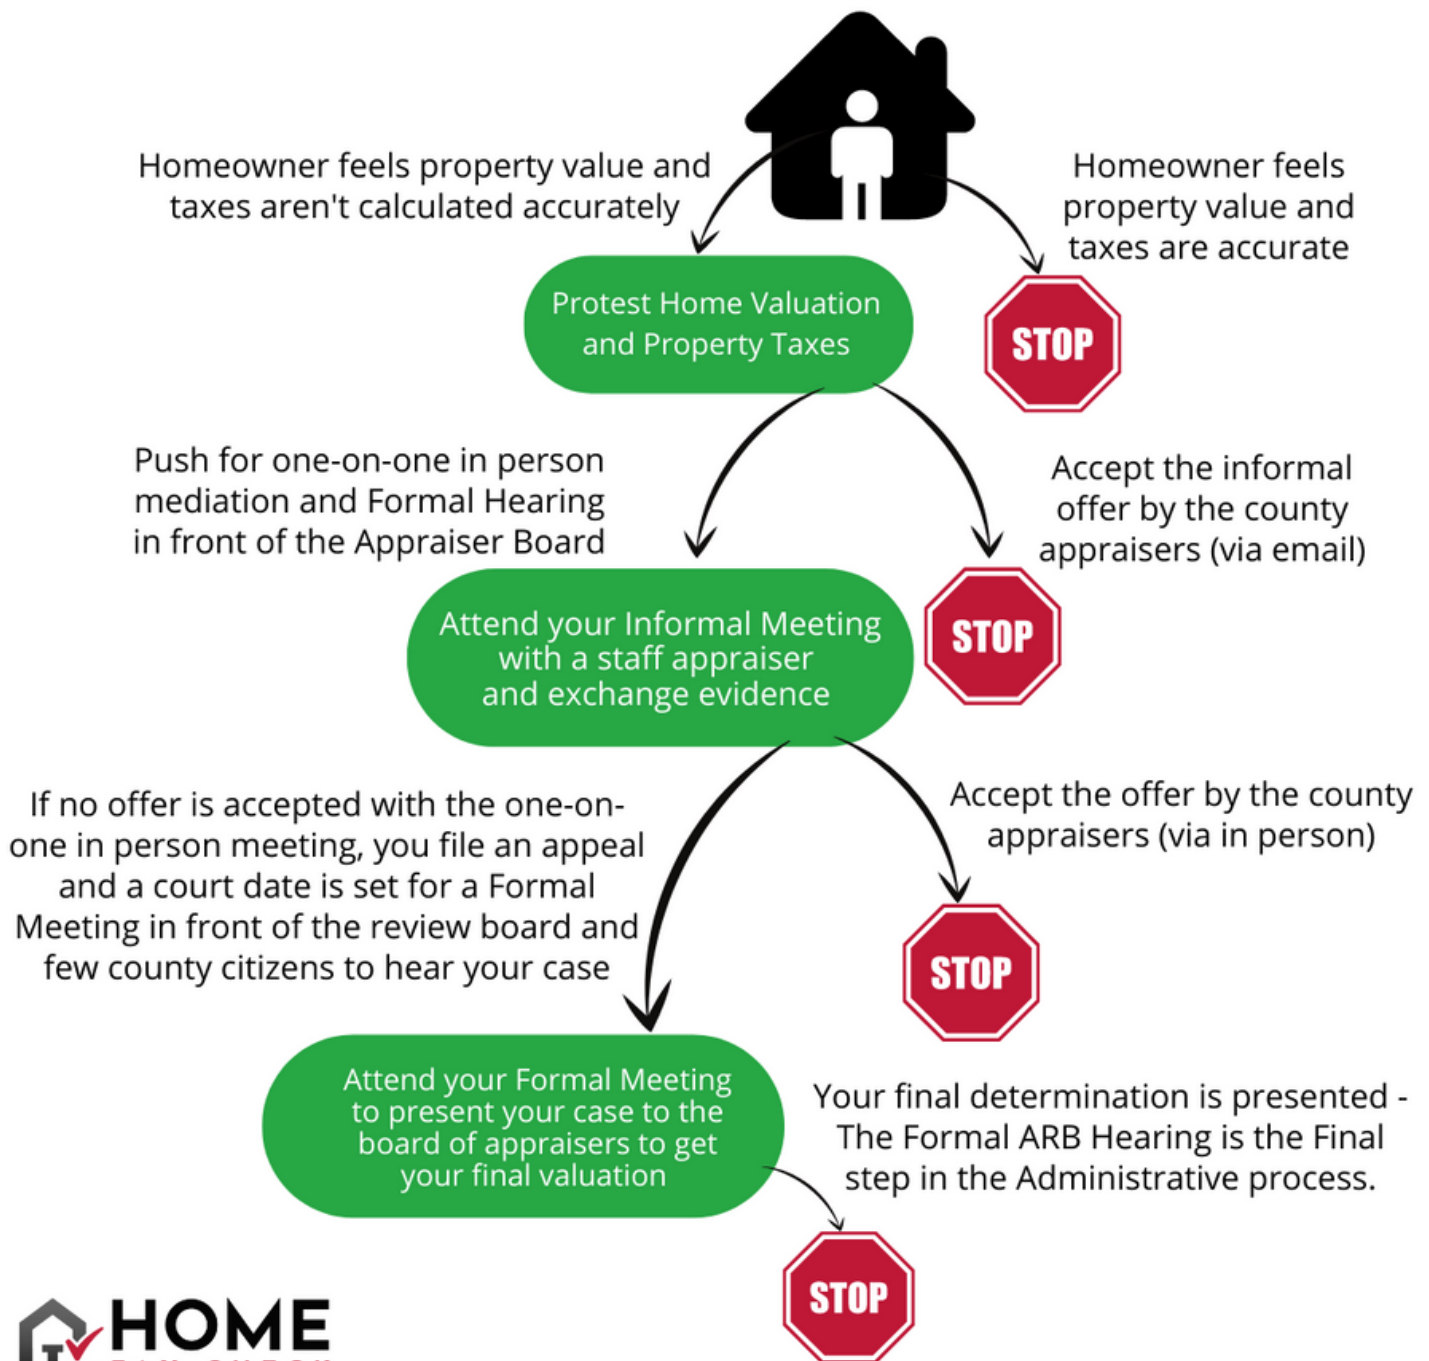 Homeowner feels property value and
taxes aren't calculated accurately
Homeowner feels
property value and
taxes are accurate
Protest Home Valuation
and Property Taxes
STOP
Push for one-on-one in person
mediation and Formal Hearing
in front of the Appraiser Board
Accept the informal
offer by the county
appraisers (via email)
Attend your Informal Meeting
with a staff appraiser
and exchange evidence
STOP
If no offer is accepted with the one-on-
one in person meeting, you file an appeal
and a court date is set for a Formal
Meeting in front of the review board and
few county citizens to hear your case
Accept the offer by the county
appraisers (via in person)
STOP
Attend your Formal Meeting
to present your case to the
board of appraisers to get
your final valuation
Your final determination is presented -
The Formal ARB Hearing is the Final
step in the Administrative process.
STOP
HOME